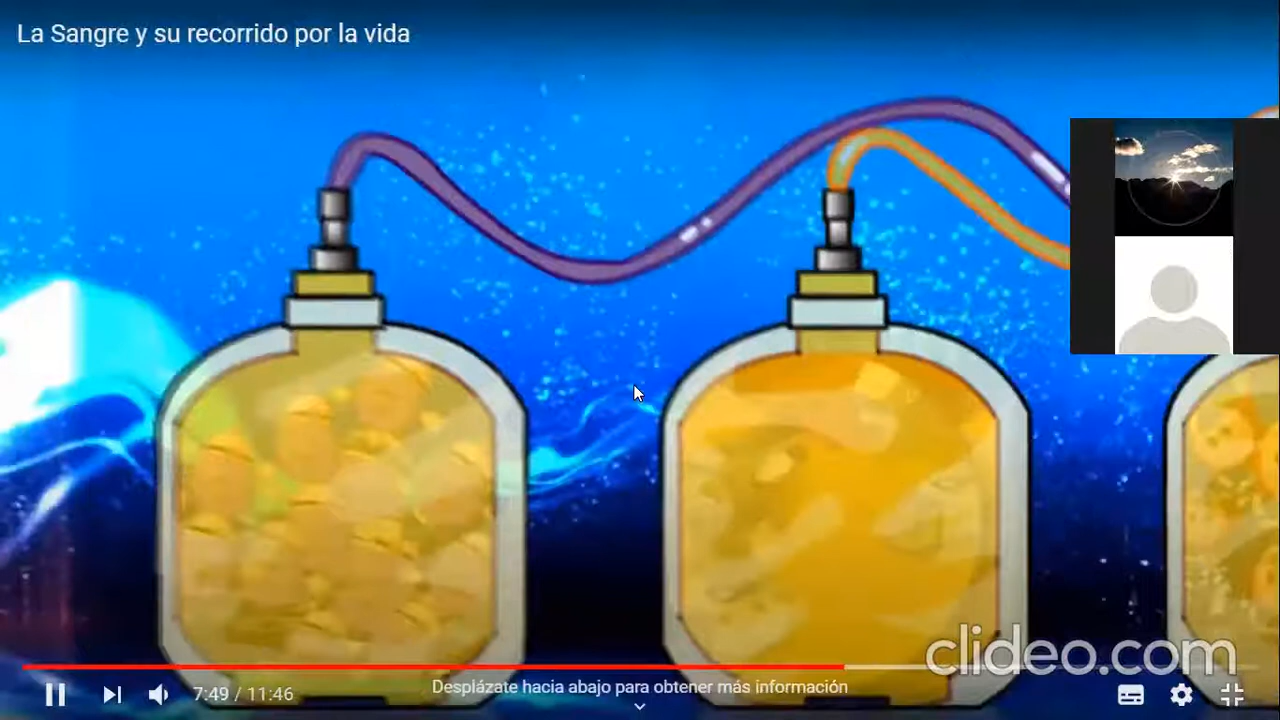 La Sangre y su recorrido por la vida
clideo.com
7:49 / 11:46
Desplázate hacia abajo para obtener más información